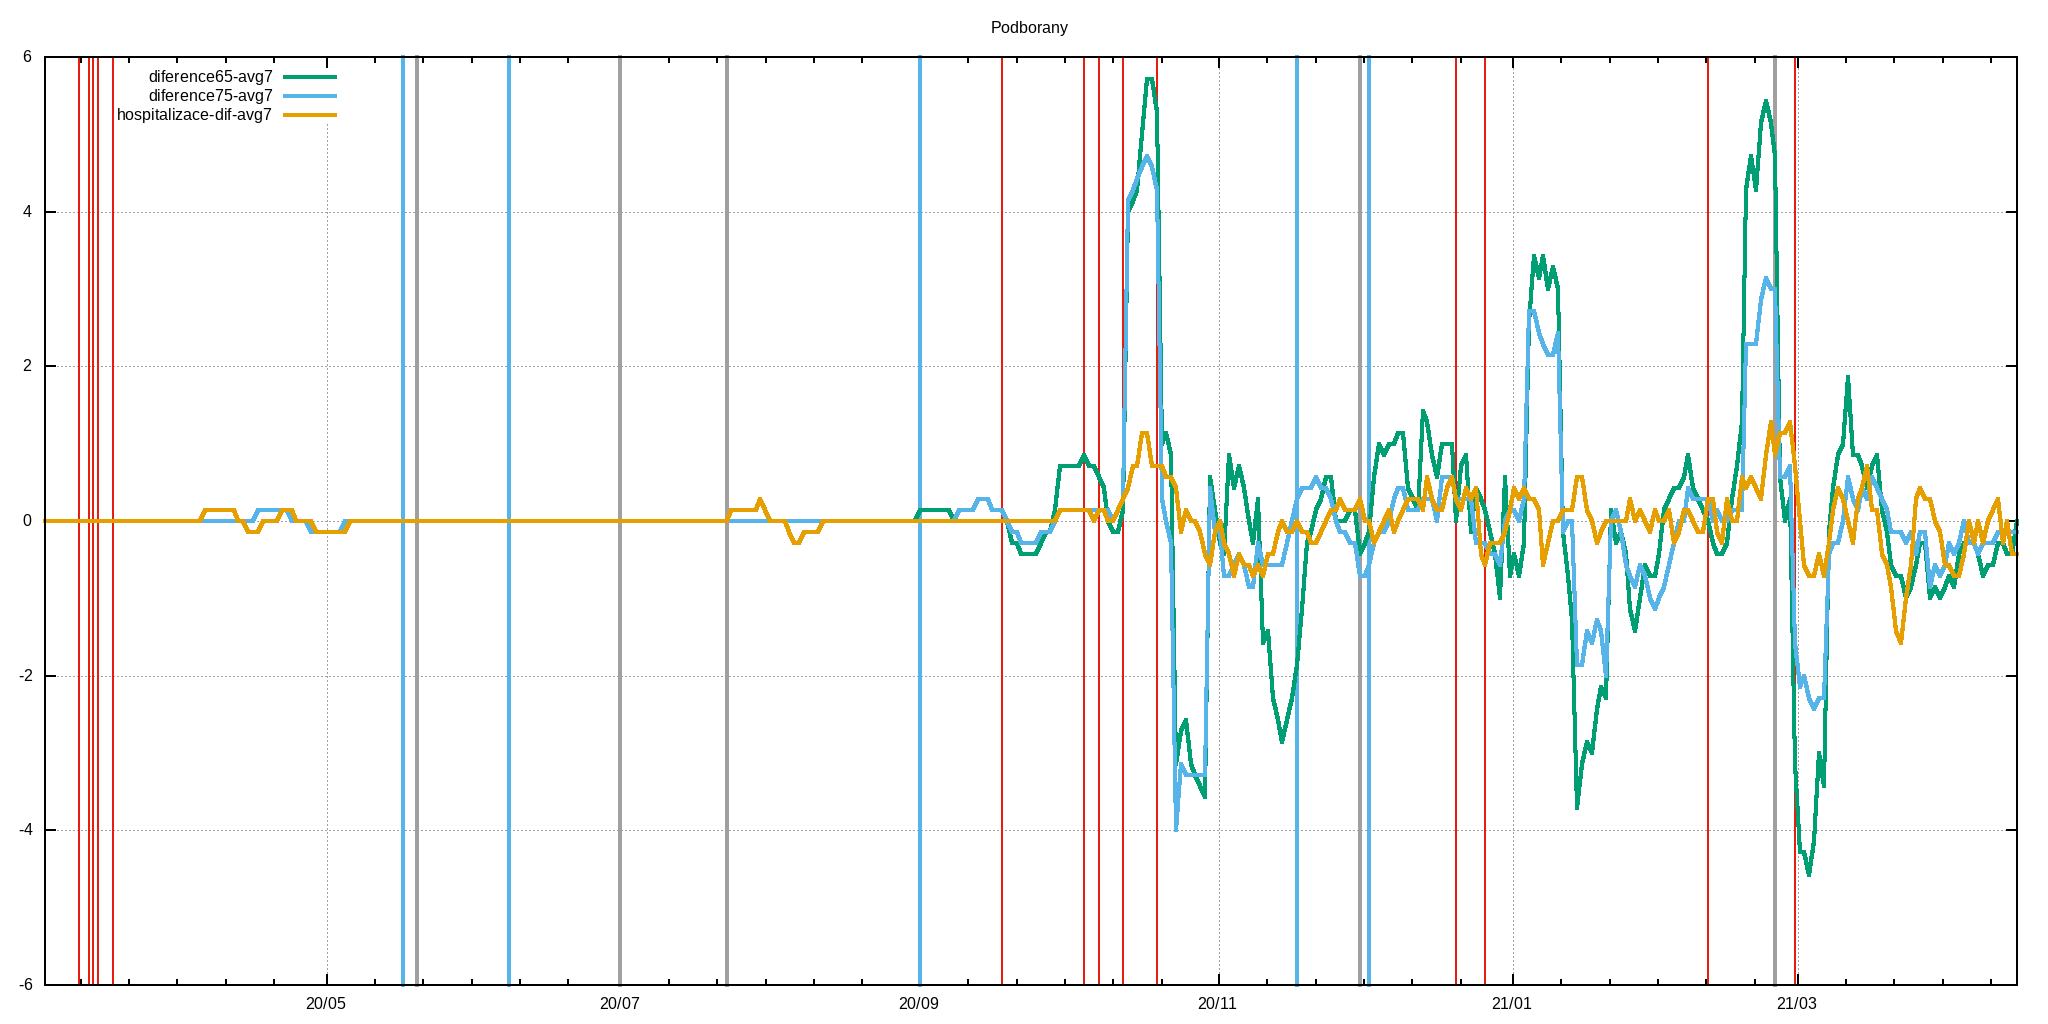 Podborany
6
diference65-avg7
diference75-avg7
hospitalizace-dif-avg7
4
2
0
-2
-4
-6
20/05 20/07 20/09 20/11 21/01 21/03